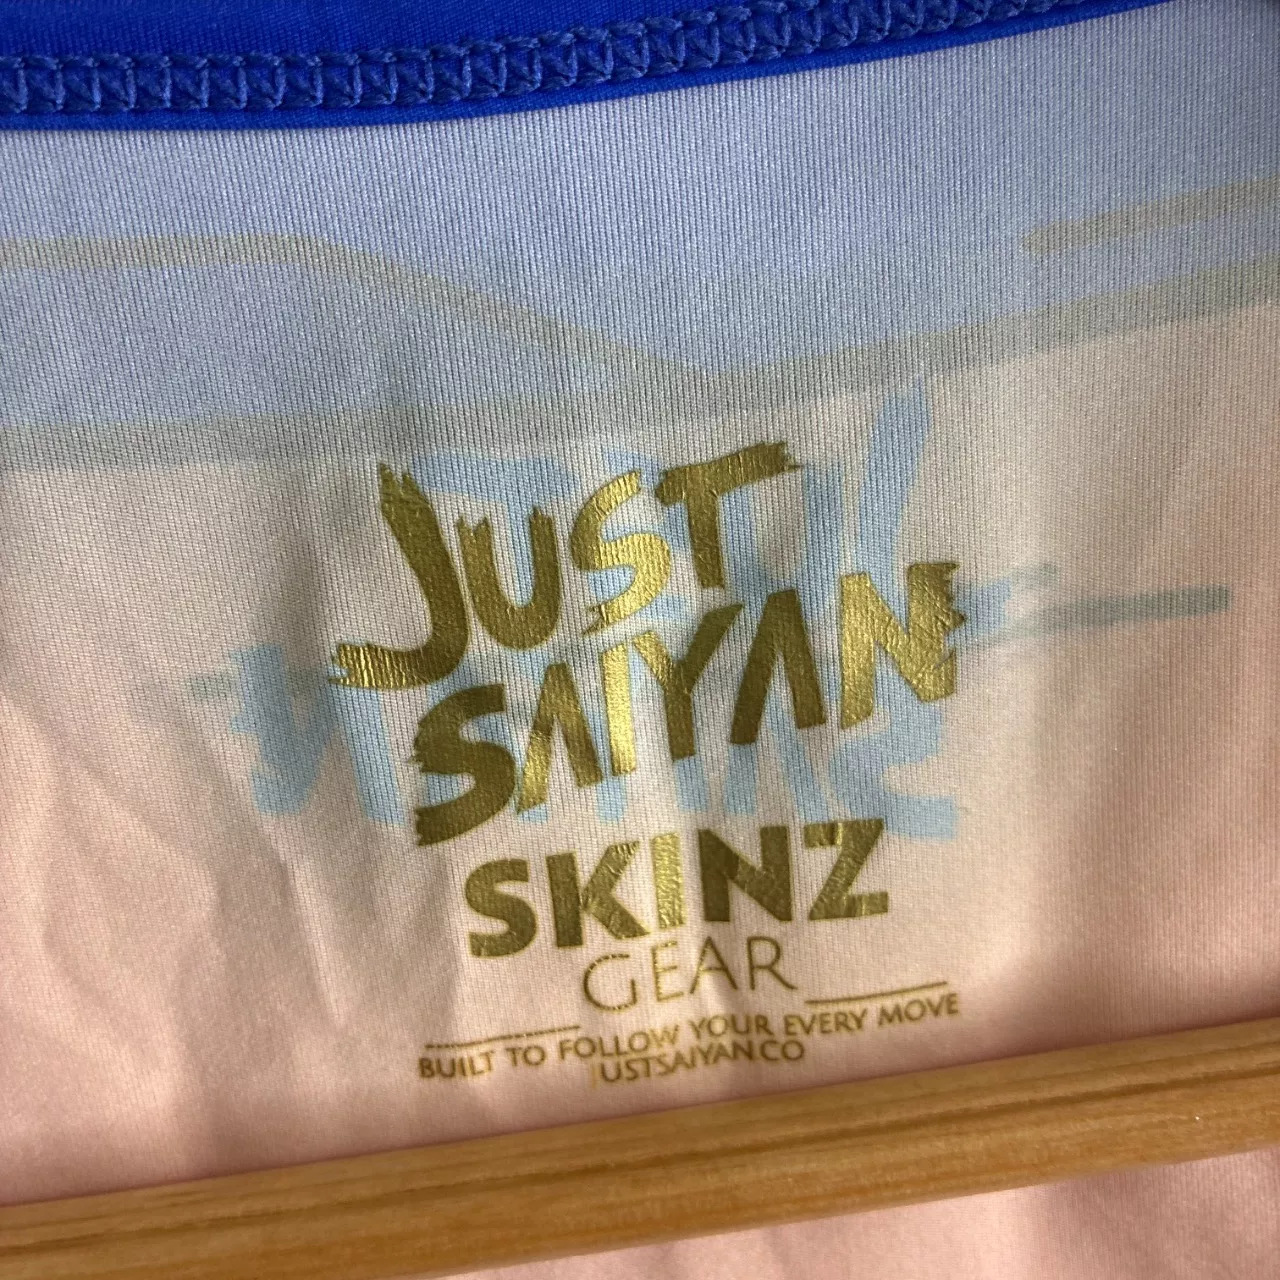 JUST
SAIYAN
SKINZ
GEAR
BUILT TO FOLLOW YOUR EVERY MOVE
JUSTSAIYAN.CO